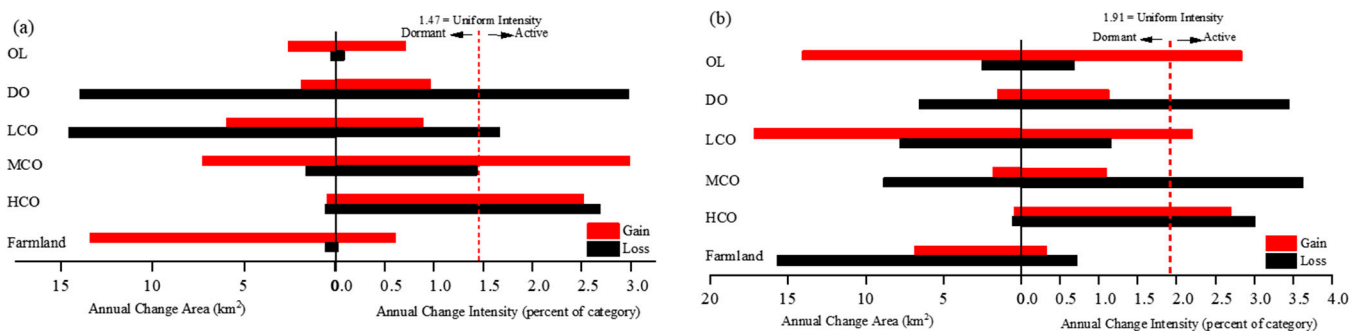 (a)
1.47 = Uniform Intensity
Dormant Active
OL
DO
LCO
MCO
HCO
Farmland
Gain
Loss
15 10 5 0.0 0.5 1.0 1.5 2.0 2.5 3.0
Annual Change Area (km²) Annual Change Intensity (percent of category)
(b)
1.91 = Uniform Intensity
Dormant Active
OL
DO
LCO
MCO
HCO
Farmland
Gain
Loss
20 15 10 5 0.0 0.5 1.0 1.5 2.0 2.5 3.0 3.5 4.0
Annual Change Area (km²) Annual Change Intensity (percent of category)